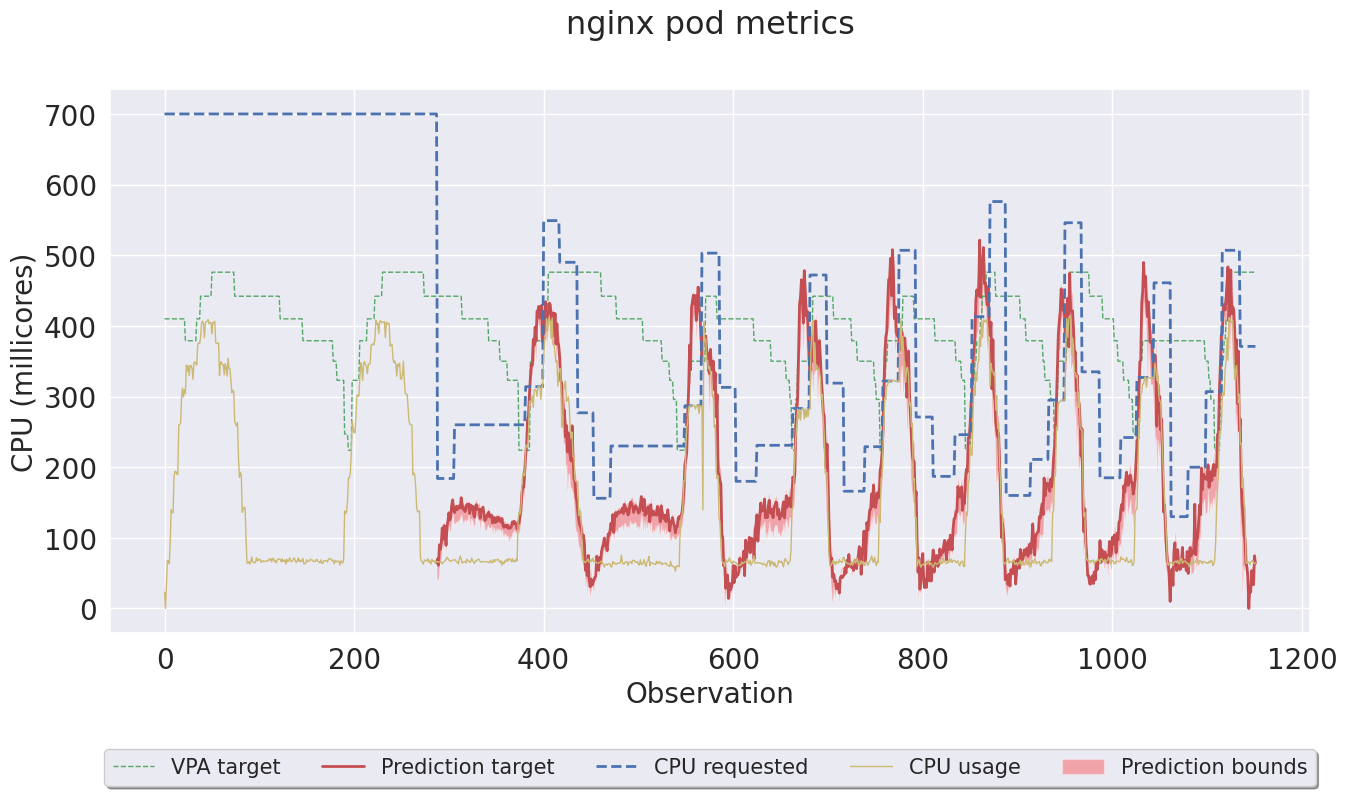 nginx pod metrics
CPU (millicores)
700
600
500
400
300
200
100
0
0 200 400 600 800 1000 1200
Observation
VPA target Prediction target CPU requested CPU usage Prediction bounds